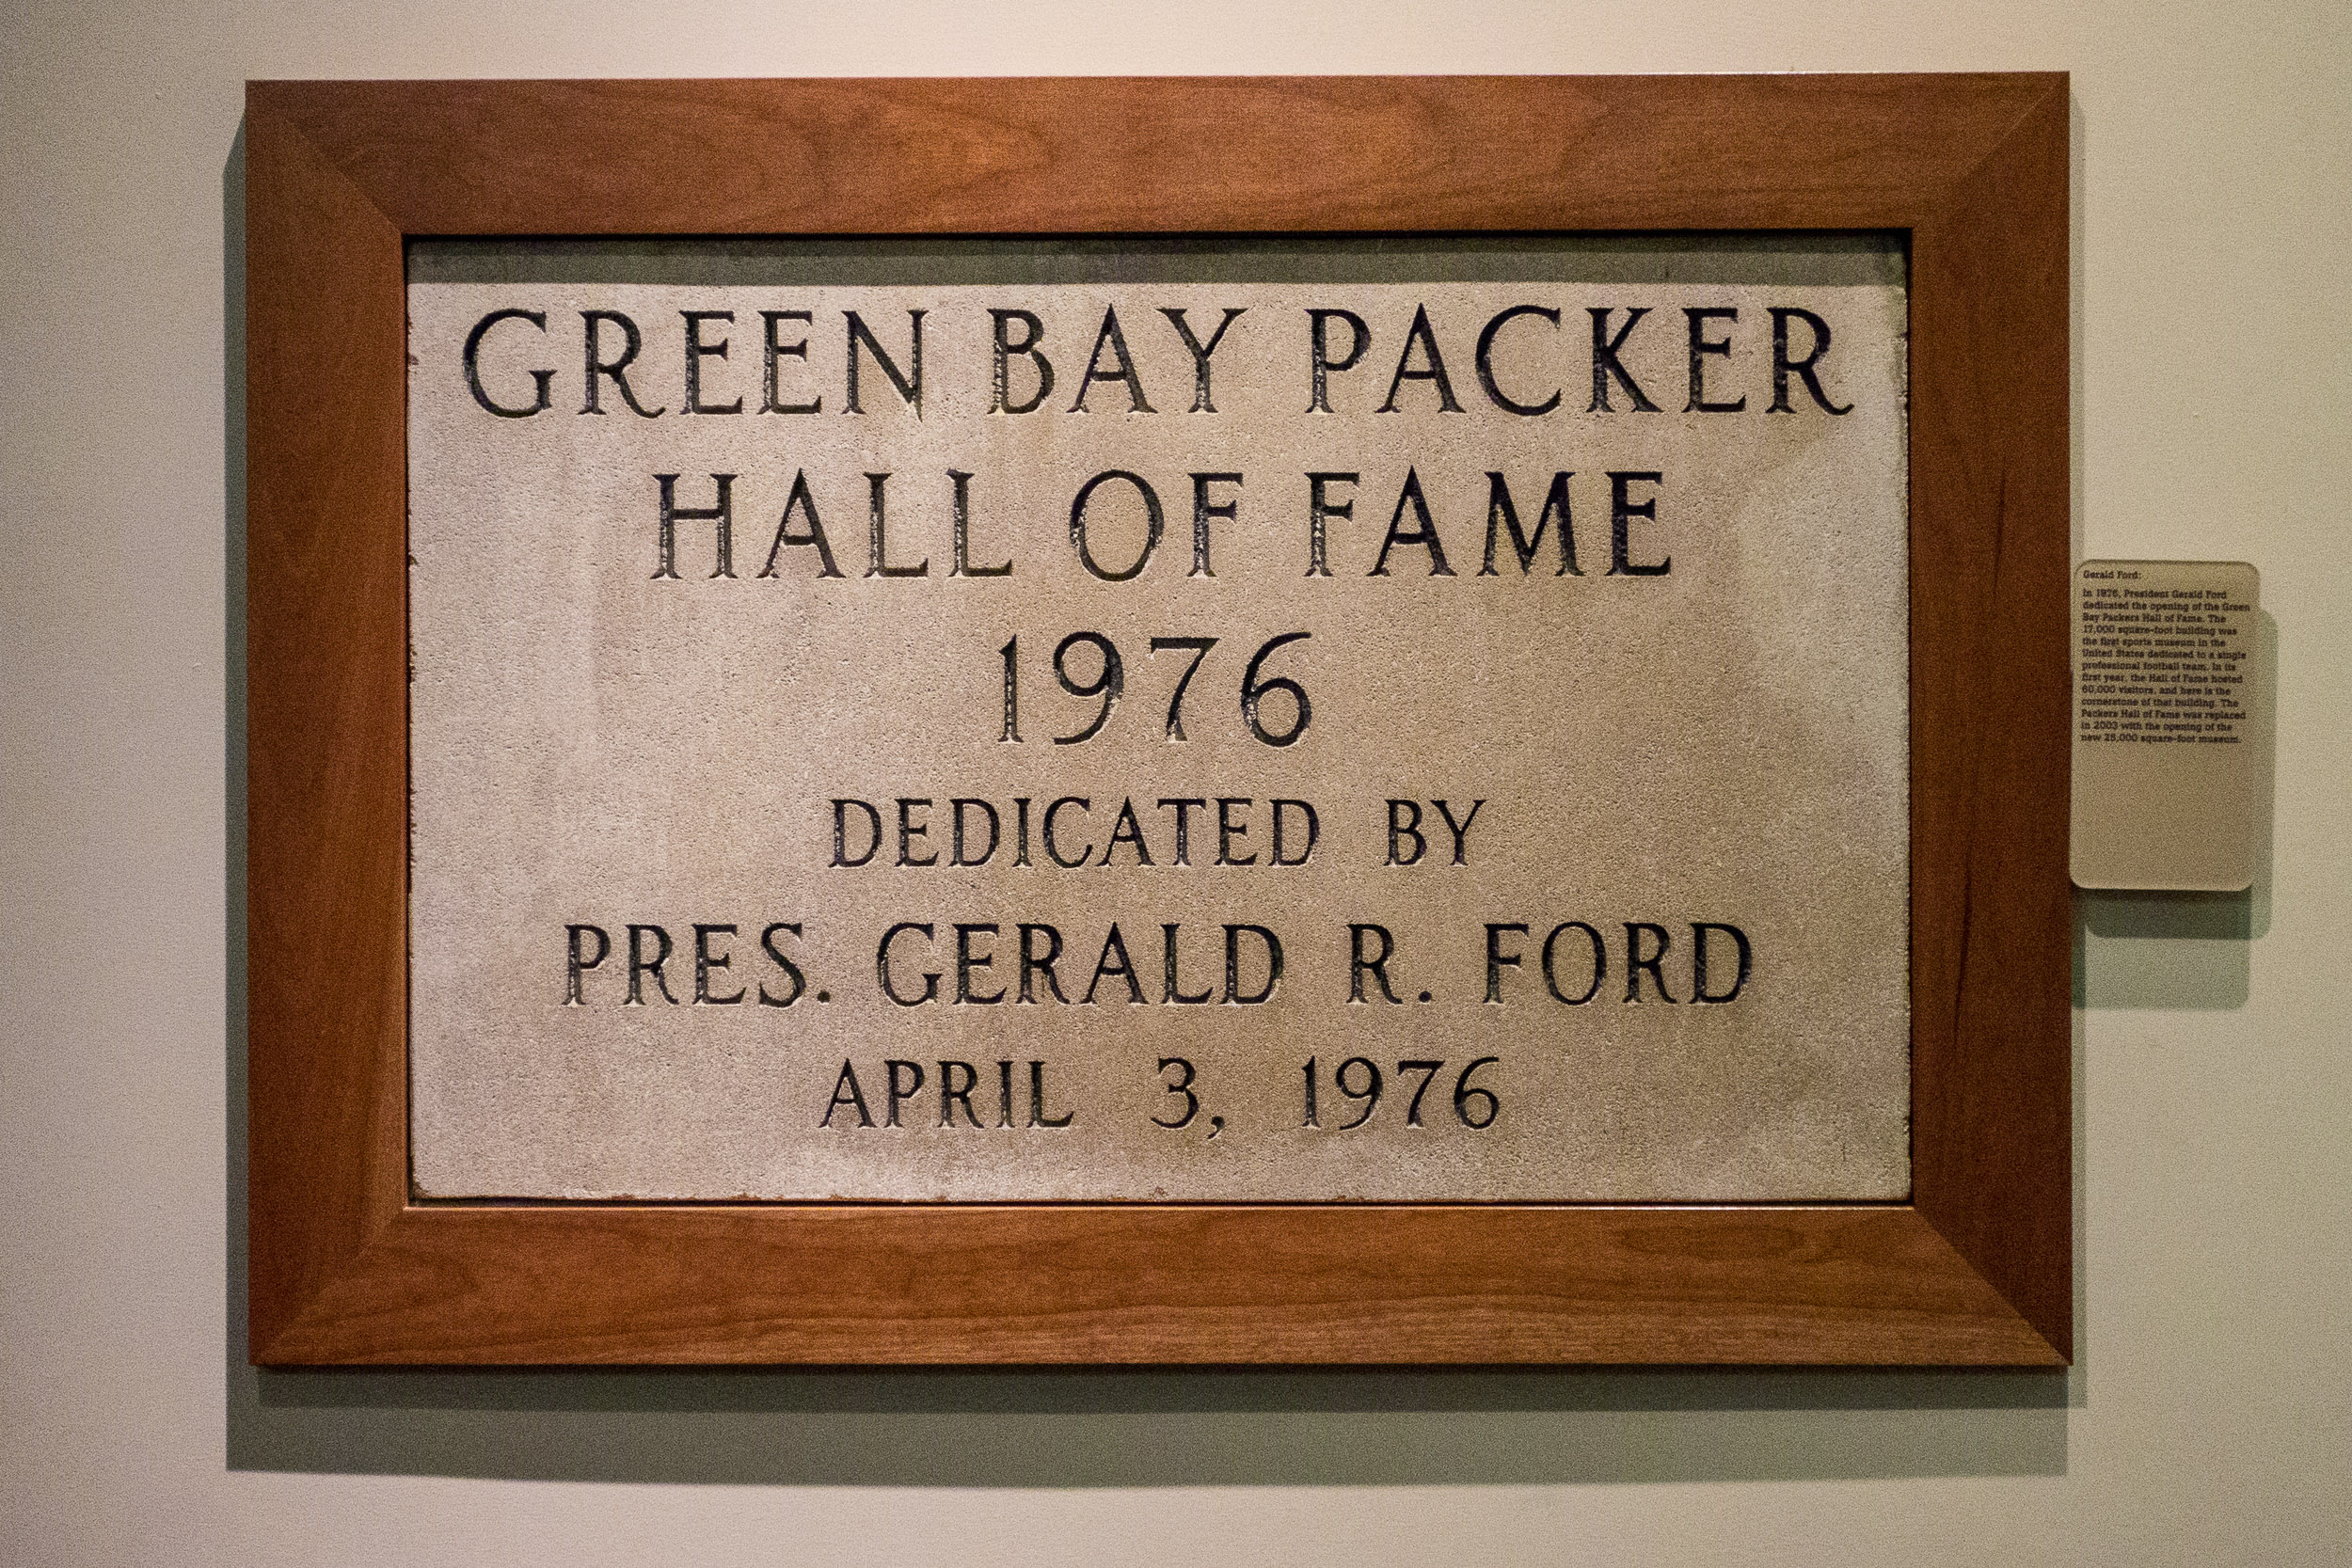 GREEN BAY PACKER
HALL OF FAME
1976
DEDICATED BY
PRES. GERALD R. FORD
APRIL 3, 1976
Gerald Ford:
In 1976, President Gerald Ford
dedicated the opening of the Green
Bay Packers Hall of Fame. The
17,000 square-foot building was
the first sports museum in the
United States dedicated to a single
professional football team. In its
first year, the Hall of Fame hosted
60,000 visitors, and here is the
cornerstone of that building. The
Packers Hall of Fame was replaced
in 2003 with the opening of the
new 25,000 square-foot museum.